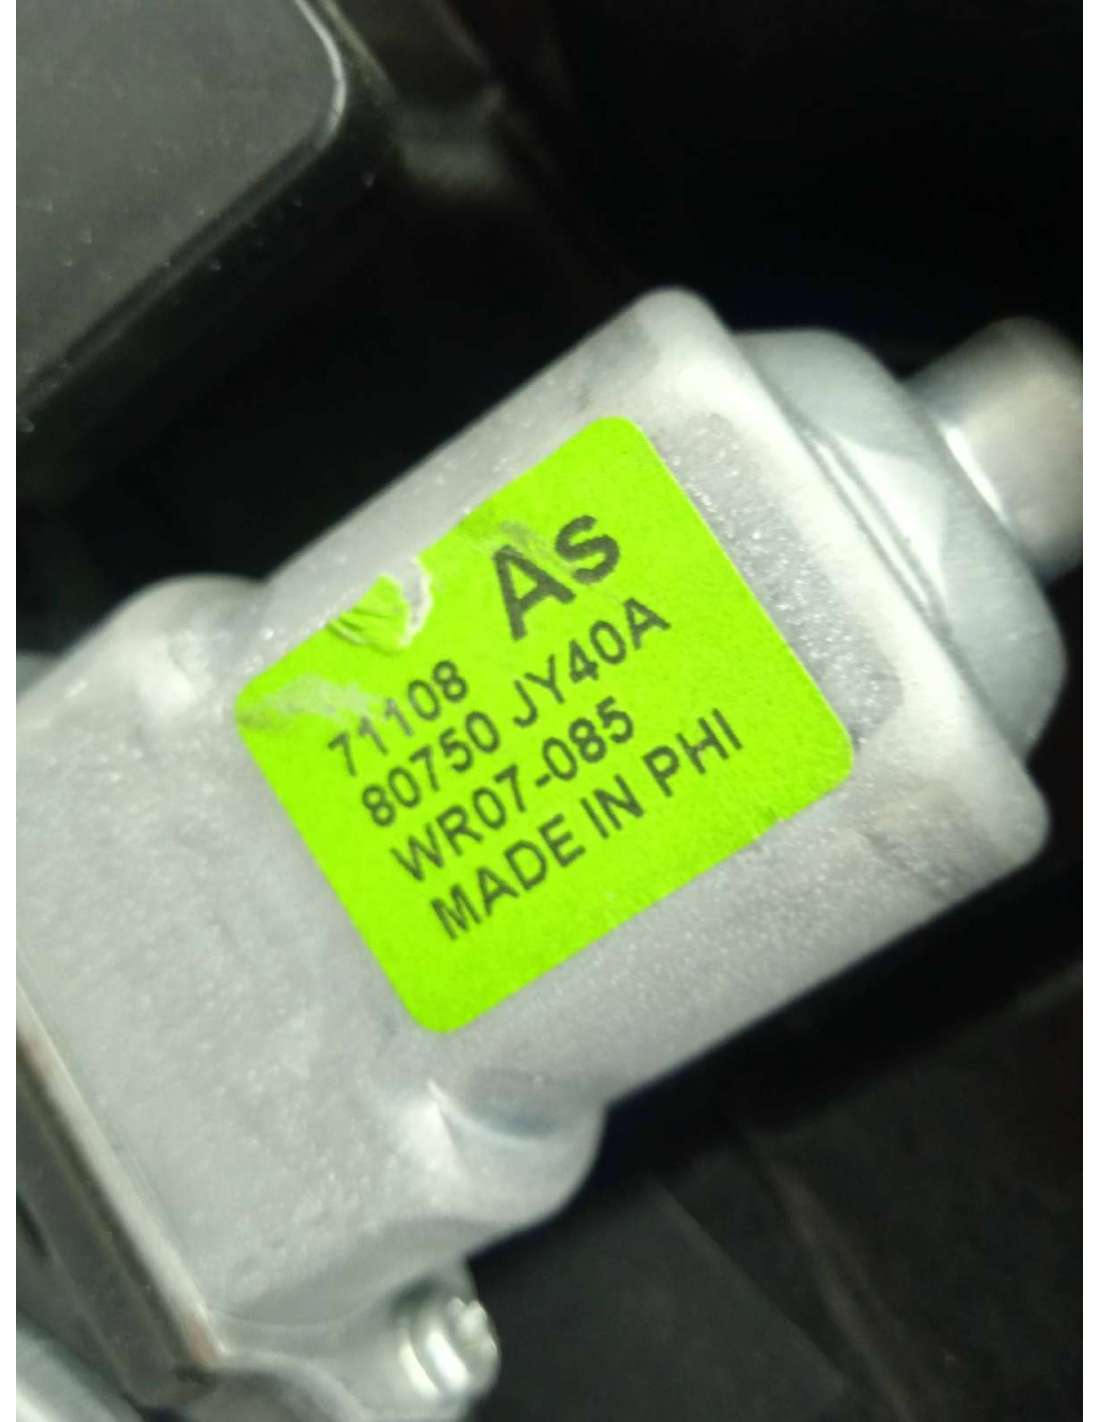 As
71108
80750 JY40A
WR07-085
MADE IN PHI